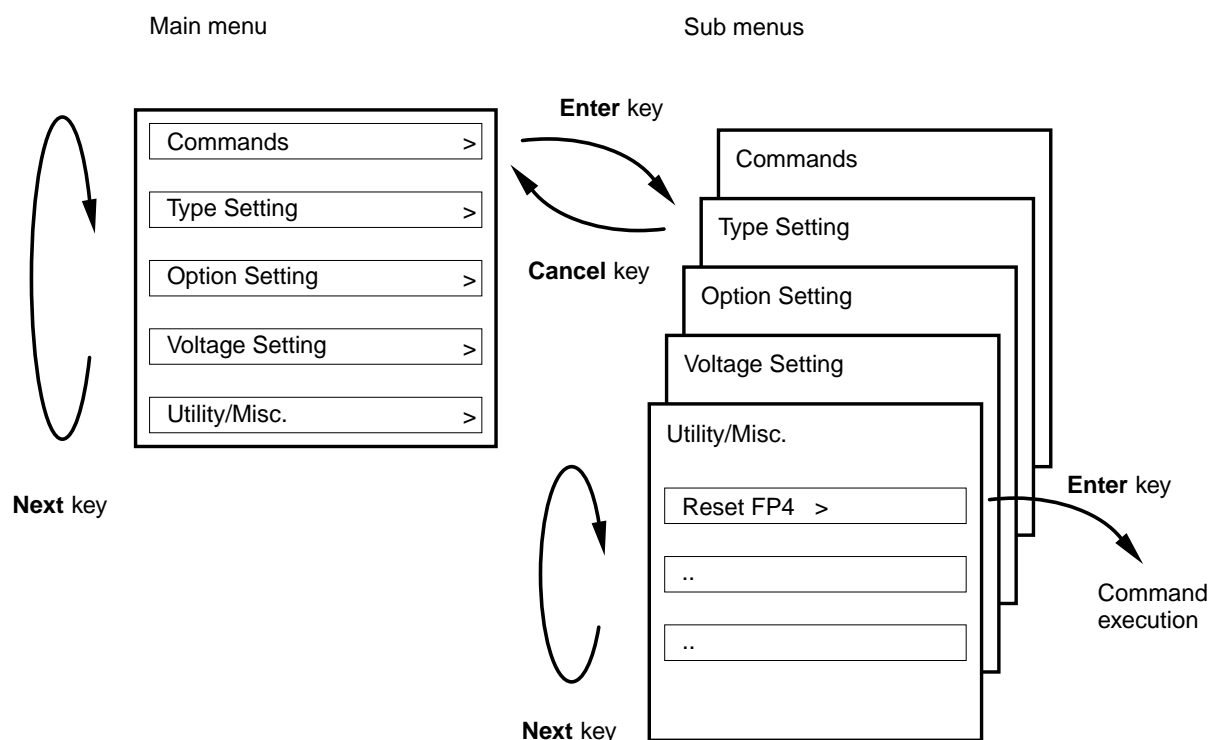 Main menu
Sub menus
Enter key
Commands >
Type Setting >
Option Setting >
Voltage Setting >
Utility/Misc. >
Next key
Cancel key
Commands
Type Setting
Option Setting
Voltage Setting
Utility/Misc.
Reset FP4 >
..
..
Next key
Enter key
Command
execution